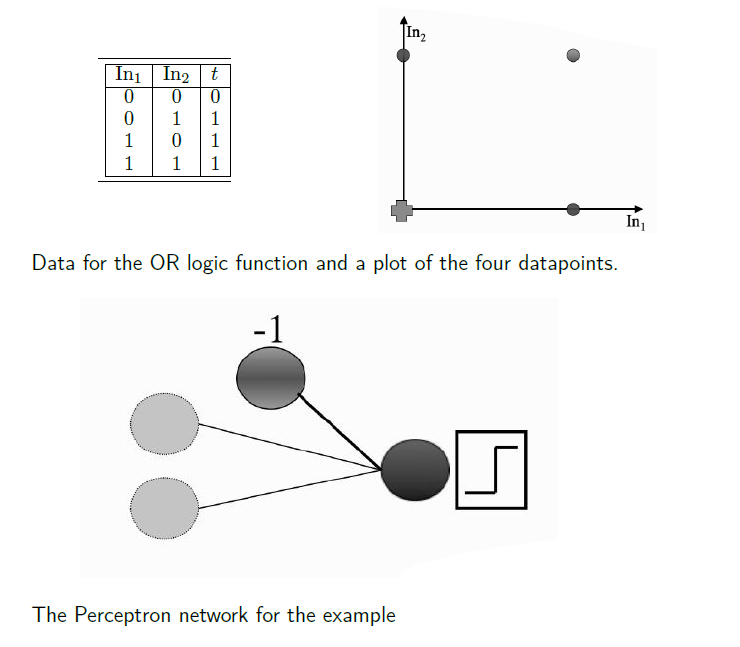 In₁ In₂ t
0 0 0
0 1 1
1 0 1
1 1 1
In₂
In₁
Data for the OR logic function and a plot of the four datapoints.
-1
The Perceptron network for the example